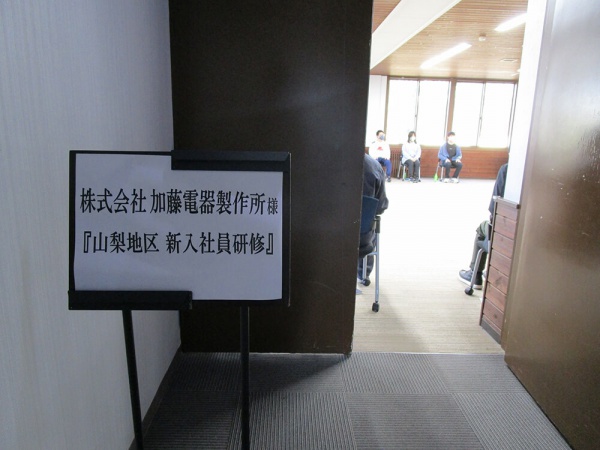 株式会社 加藤電器製作所様
『山梨地区 新入社員研修』